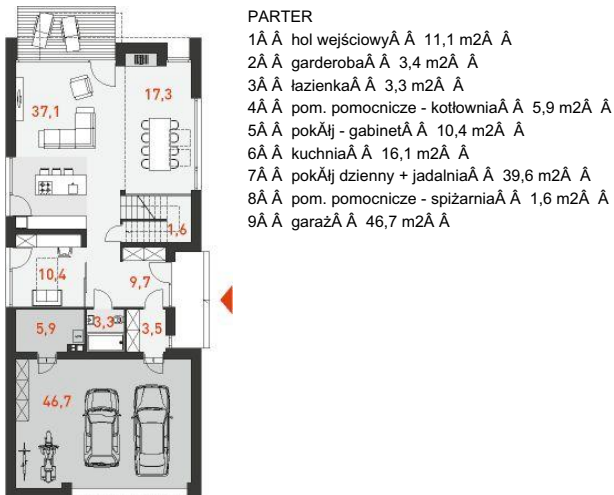 37,1
17,3
1,6
10,4
9,7
5,9
3,3
3,5
46,7
PARTER
1Â Â hol wejściowyÂ Â 11,1 m2Â Â
2Â Â garderobaÂ Â 3,4 m2Â Â
3Â Â łazienkaÂ Â 3,3 m2Â Â
4Â Â pom. pomocnicze - kotłowniaÂ Â 5,9 m2Â Â
5Â Â pokÄłj - gabinetÂ Â 10,4 m2Â Â
6Â Â kuchniaÂ Â 16,1 m2Â Â
7Â Â pokÄłj dzienny + jadalniaÂ Â 39,6 m2Â Â
8Â Â pom. pomocnicze - spiżarniaÂ Â 1,6 m2Â Â
9Â Â garażÂ Â 46,7 m2Â Â